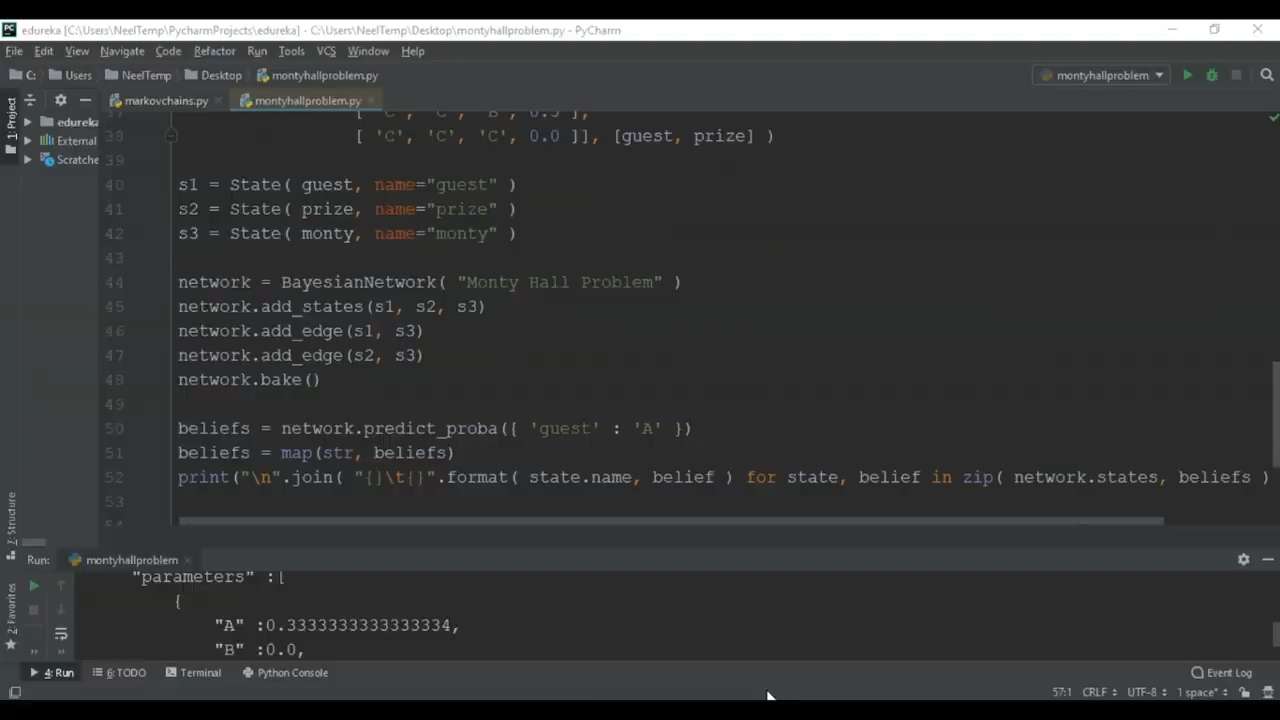 edureka [C:\Users\NeelTemp\PycharmProjects\edureka] - C:\Users\NeelTemp\Desktop\montyhallproblem.py - PyCharm
File Edit View Navigate Code Refactor Run Tools VCS Window Help
C: Users NeelTemp Desktop montyhallproblem.py montyhallproblem
1: Project markovchains.py montyhallproblem.py
edureka
External
Scratche
38 [ 'C', 'C', 'C', 0.0 ]], [guest, prize] )
39
40 s1 = State( guest, name="guest" )
41 s2 = State( prize, name="prize" )
42 s3 = State( monty, name="monty" )
43
44 network = BayesianNetwork( "Monty Hall Problem" )
45 network.add_states(s1, s2, s3)
46 network.add_edge(s1, s3)
47 network.add_edge(s2, s3)
48 network.bake()
49
50 beliefs = network.predict_proba({ 'guest' : 'A' })
51 beliefs = map(str, beliefs)
52 print("\n".join( "{}\t{}".format( state.name, belief ) for state, belief in zip( network.states, beliefs )
53
Z: Structure
Run: montyhallproblem
"parameters" :[
{
"A" :0.3333333333333334,
"B" :0.0,
2: Favorites
4: Run 6: TODO Terminal Python Console Event Log
57:1 CRLF UTF-8 1 space*